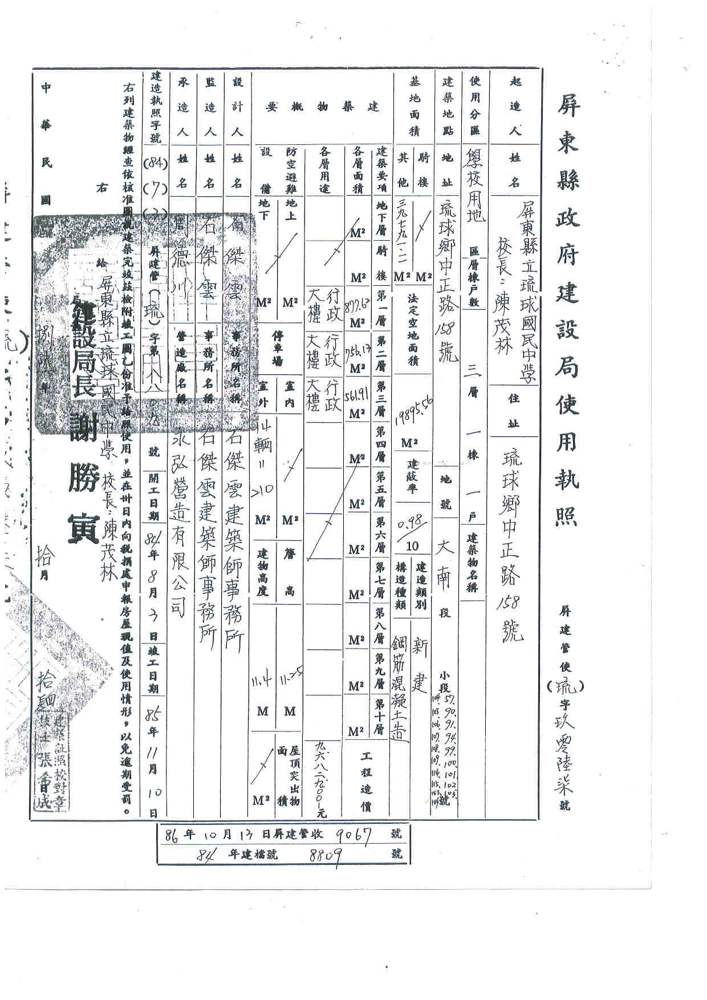 屏東縣政府建設局使用執照
屏建管使(琉)字玖零陸柒號
起造人 姓名 屏東縣立琉球國民中學
校長：陳茂林
住址 琉球鄉中正路158號
使用分區 學校用地 區層棟戶數 三層 一棟 一戶 建築物名稱
建築地點 地址 琉球鄉中正路158號 地號 大南段 小段 號
57. 90. 91. 94. 99. 100. 101. 102. 103.
104. 105. 106. 107. 108. 109. 114. 115.
基地面積 騎樓 M² 其他 M²
法定空地面積 19895.56 M²
建蔽率 0.98/10
建造類別 新建
構造種類 鋼筋混凝土造
建築物概要
建築要項 地下層 騎樓 第一層 第二層 第三層 第四層 第五層 第六層 第七層 第八層 第九層 第十層 工程造價
各層面積 M² M² 877.67 M² 756.13 M² 561.91 M² M² M² M² M² M² M² M²
各層用途 行政大樓 行政大樓 行政大樓 九.六八二.九〇〇一元
防空避難設備 地上 M² 地下 M²
停車場 室內 M² 室外 14輛 〃 210 M²
簷高 11.25 M
建物高度 11.4 M
屋頂突出物面積 M²
設計人 姓名 石傑雲 事務所名稱 石傑雲建築師事務所
監造人 姓名 石傑雲 事務所名稱 石傑雲建築師事務所
承造人 姓名 周德川 營造廠名稱 永弘營造有限公司
建造執照字號 (84)(7)(3) 屏建管(琉)字第一八八〇九號 開工日期 84年8月3日 竣工日期 85年11月10日
右列建築物經查依核准圖說建築完竣茲檢附竣工圖乙份准予給照使用，並在卅日內向稅捐處申報房屋現值及使用情形，以免逾期受罰。
右給 屏東縣立琉球國民中學 校長：陳茂林
局長
建設局長 謝勝寅
中華民國 捌陸年 拾月 拾
建築証照校對章
技士 張
86年10月13日屏建管收 9067 號
84 年建檔號 8809 號